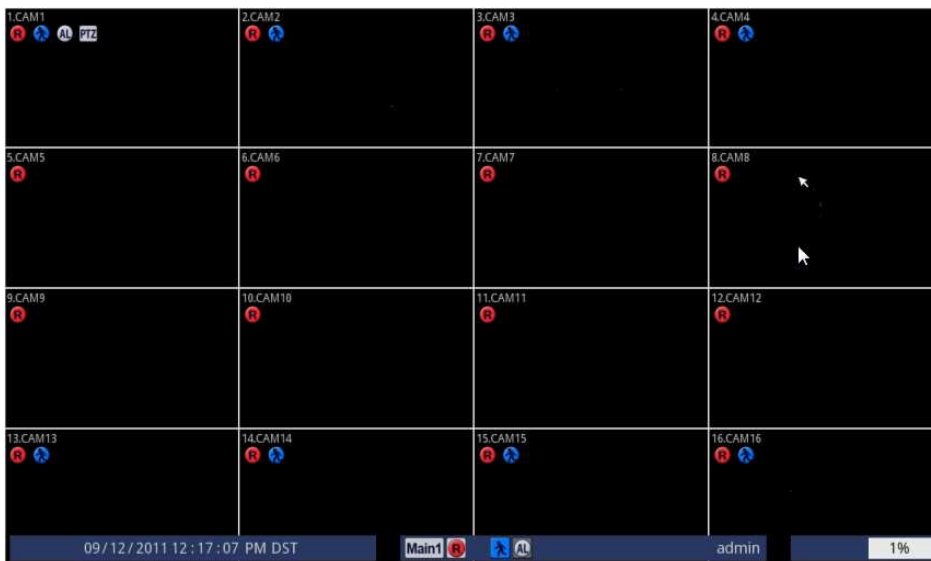 1.CAM1
R AL PTZ
2.CAM2
R
3.CAM3
R
4.CAM4
R
5.CAM5
R
6.CAM6
R
7.CAM7
R
8.CAM8
R
9.CAM9
R
10.CAM10
R
11.CAM11
R
12.CAM12
R
13.CAM13
R
14.CAM14
R
15.CAM15
R
16.CAM16
R
09/12/2011 12:17:07 PM DST
Main1 R AL
admin
1%